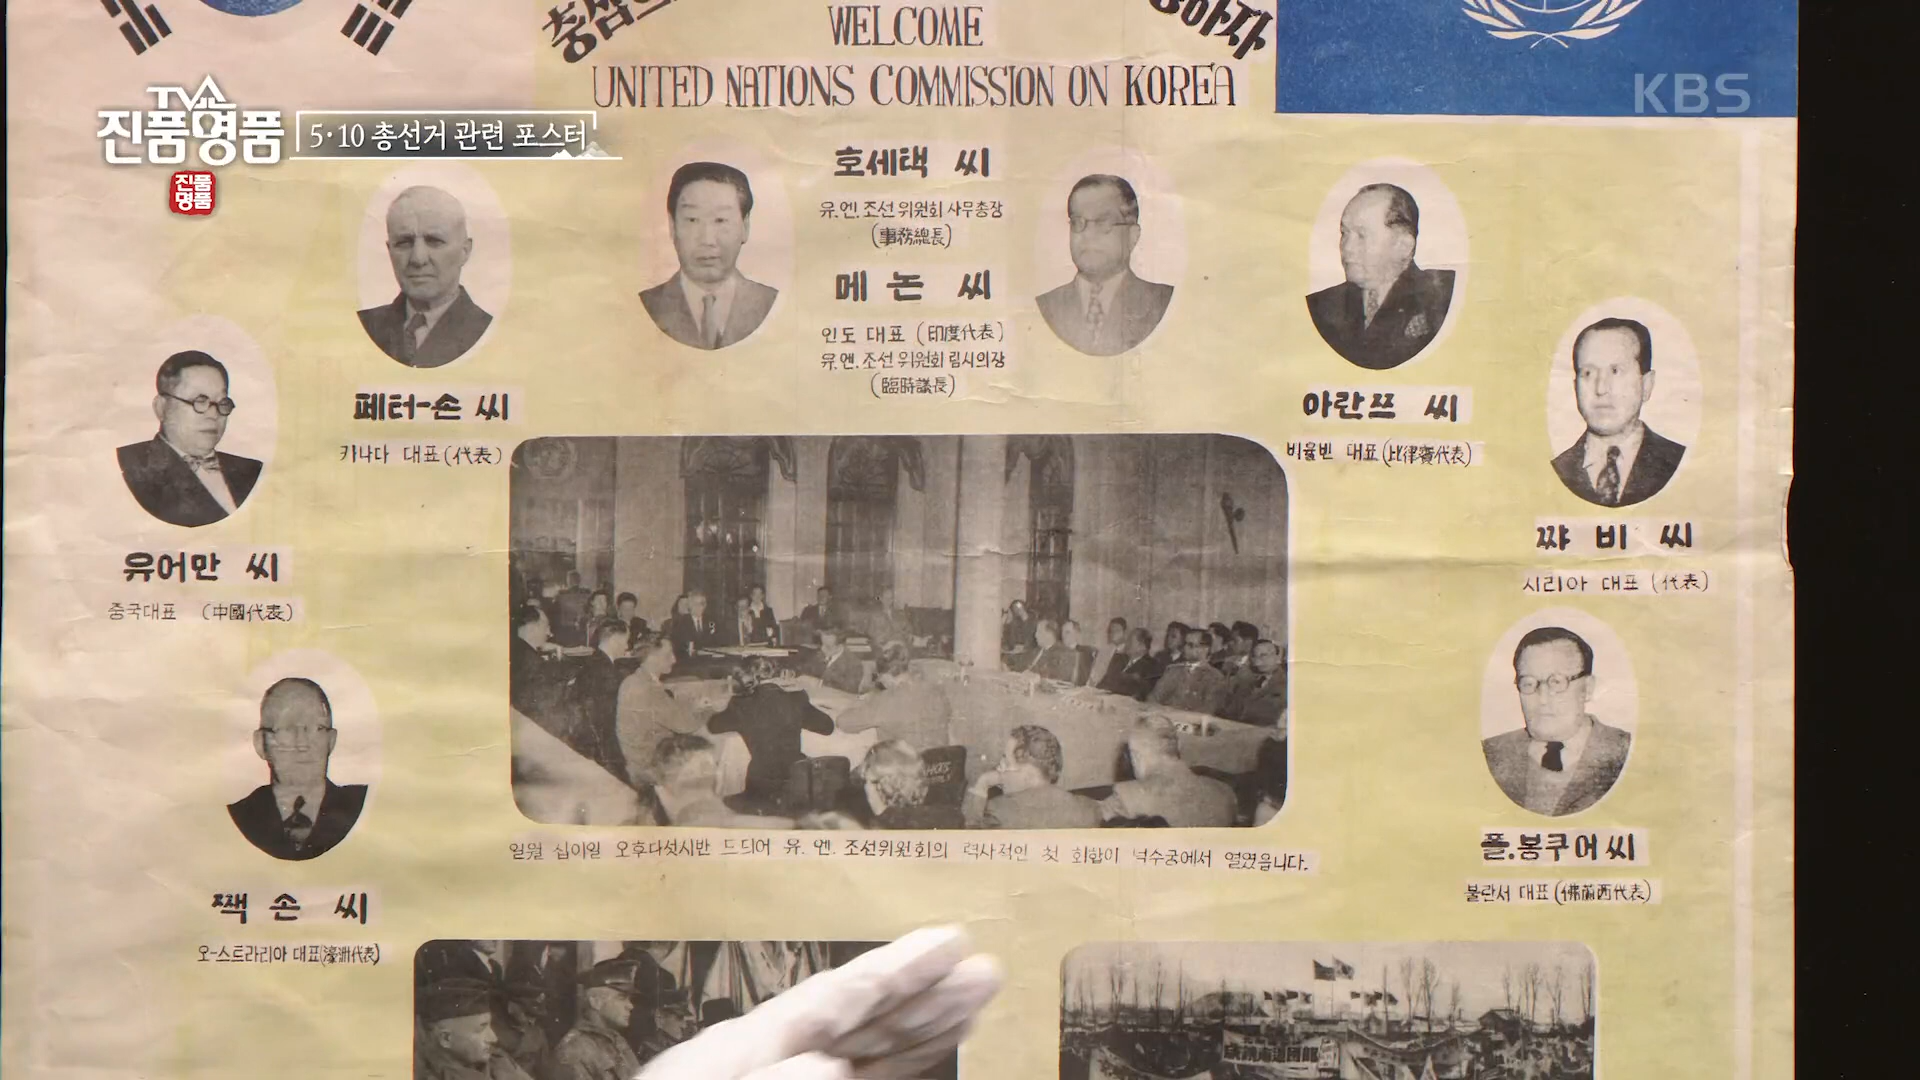 WELCOME
UNITED NATIONS COMMISSION ON KOREA
KBS
TV쇼
진품명품
진품
명품
5·10 총선거 관련 포스터
호세택 씨
유.엔.조선위원회 사무총장
(事務總長)
메논 씨
인도 대표 (印度代表)
유.엔.조선위원회 림시의장
(臨時議長)
페터-손 씨
카나다 대표(代表)
아란쯔 씨
비율빈 대표(比律賓代表)
유어만 씨
중국대표 (中國代表)
쨔비 씨
시리아 대표(代表)
일월 십이일 오후다섯시반 드듸어 유.엔.조선위원회의 력사적인 첫 회합이 덕수궁에서 열였읍니다.
폴.봉쿠어 씨
불란서 대표(佛蘭西代表)
짹손 씨
오-스트라리아 대표(濠洲代表)